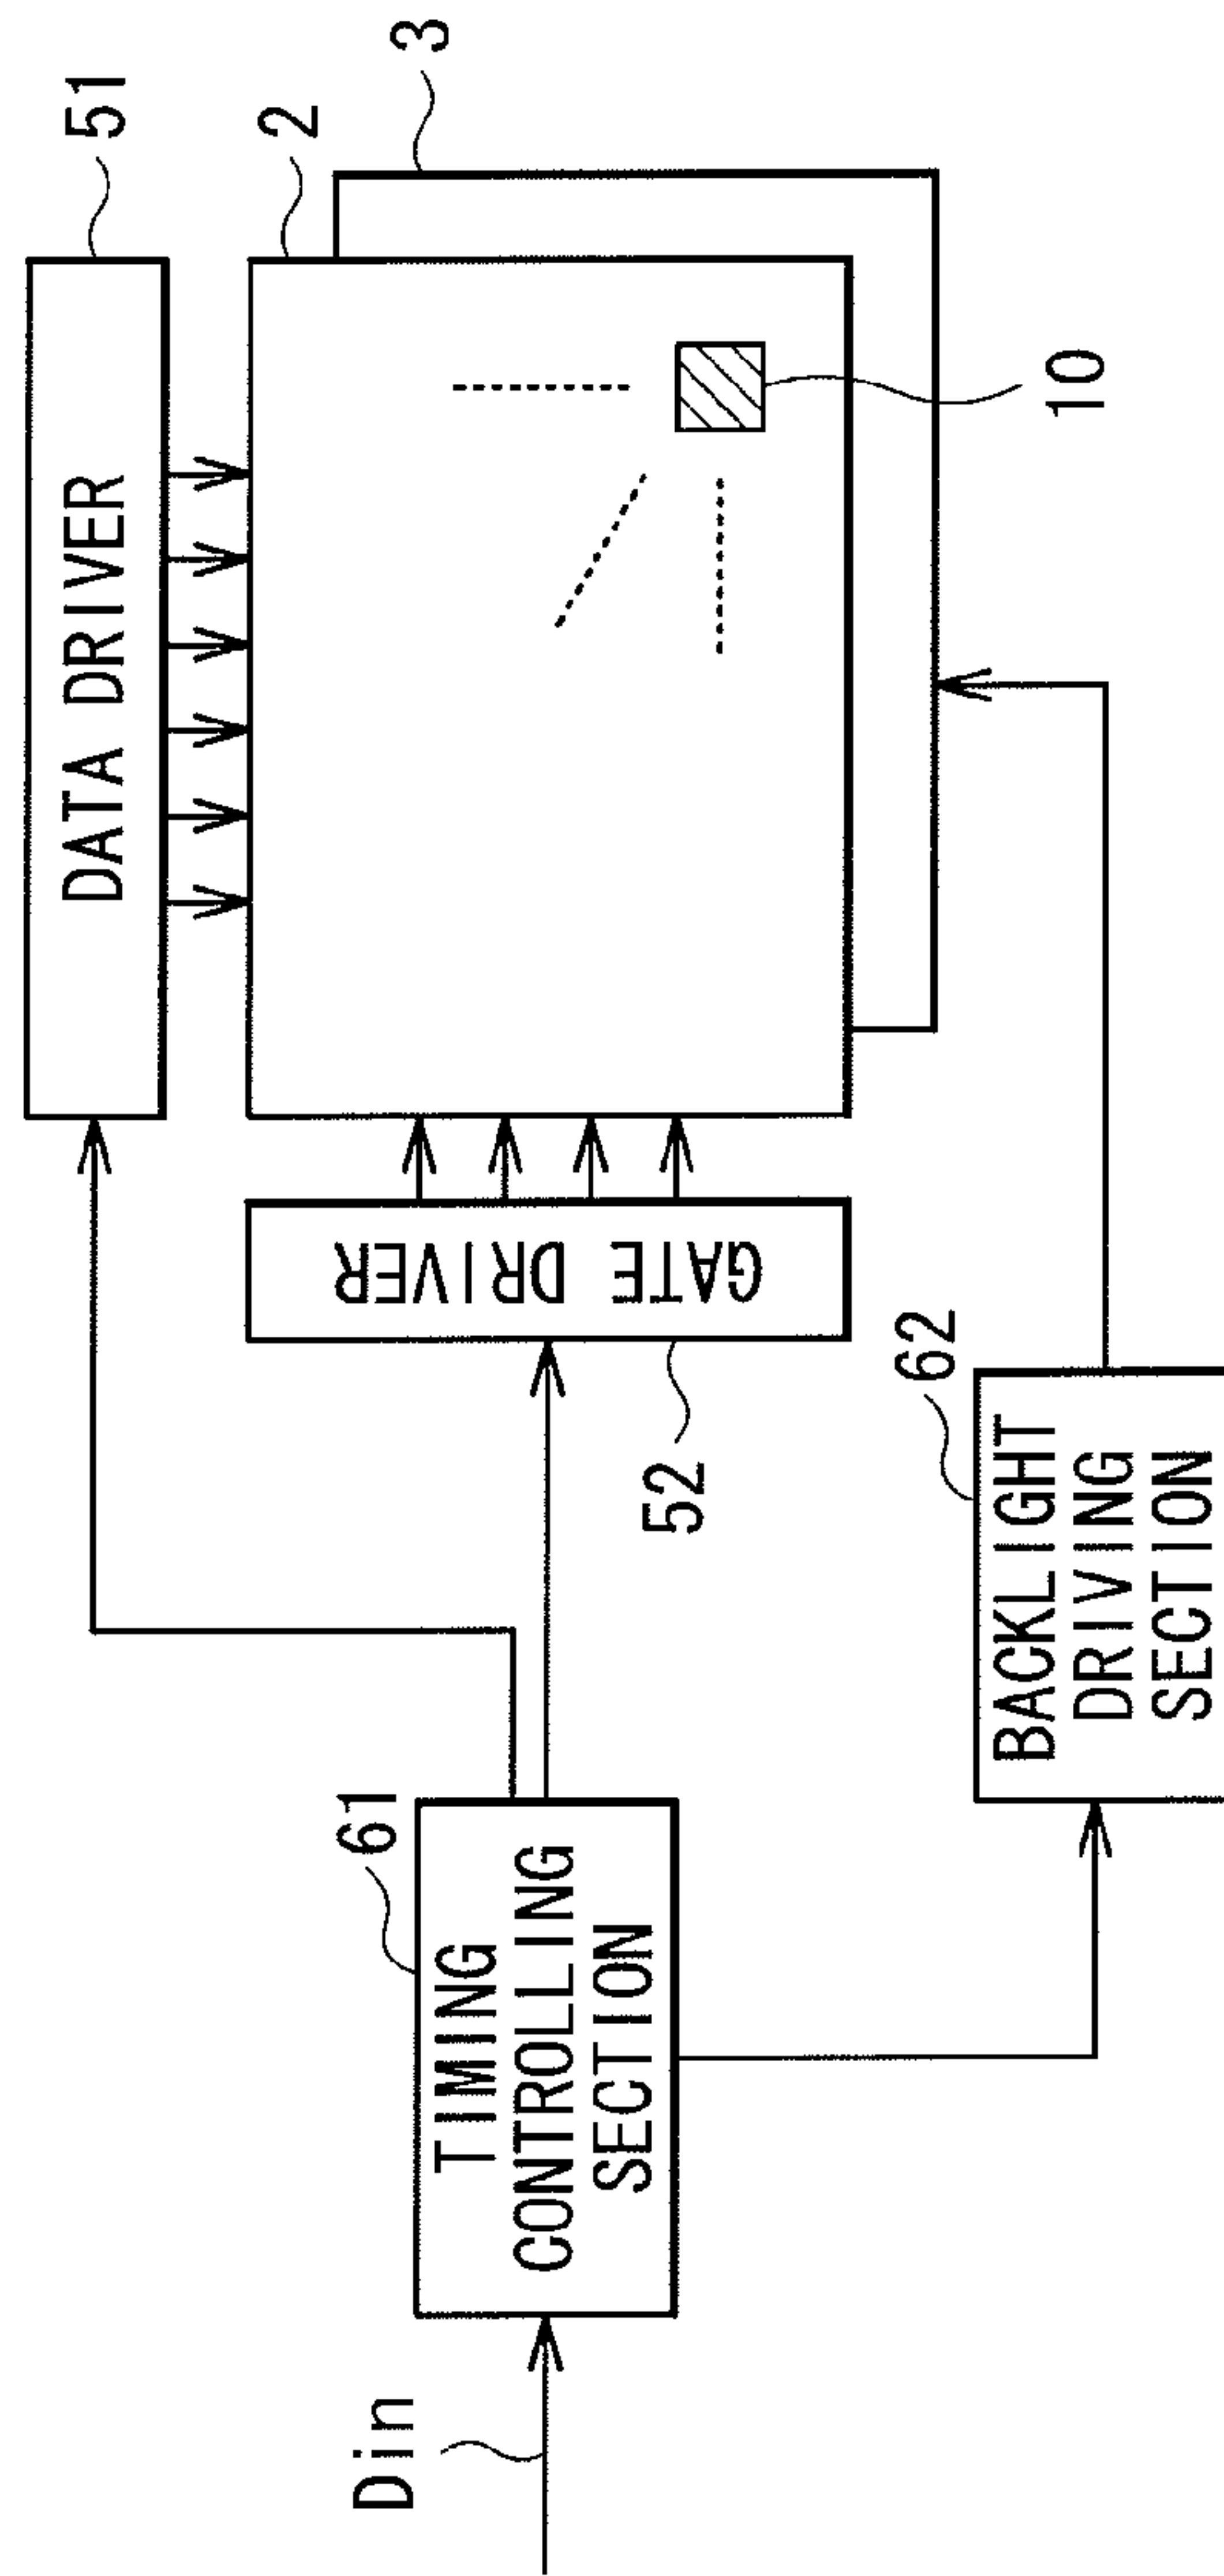 51
DATA DRIVER
2
3
Din
61
TIMING
CONTROLLING
SECTION
GATE DRIVER
52
10
62
BACKLIGHT
DRIVING
SECTION